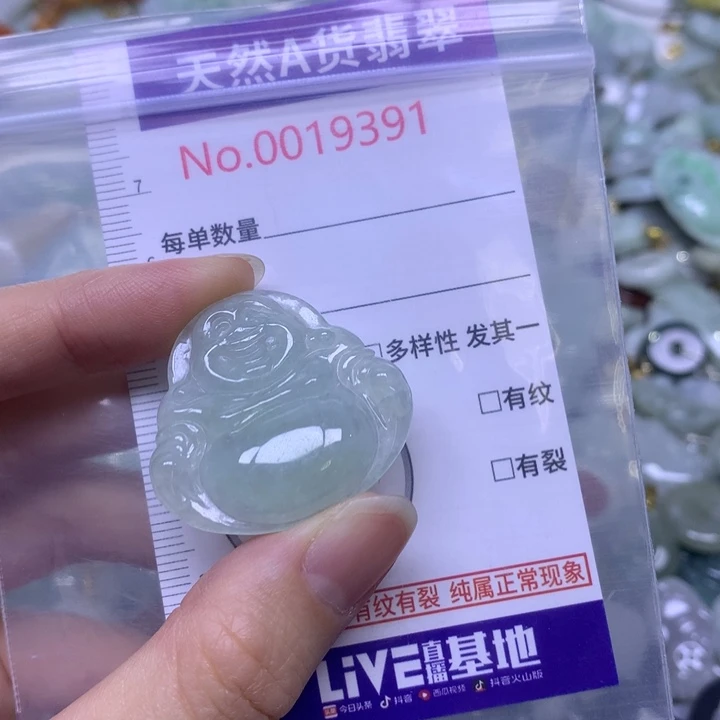 天然A货翡翠
No.0019391
7
每单数量
多样性 发其一
□有纹
□有裂
有纹有裂 纯属正常现象
LiVE直播基地
今日头条 抖音 西瓜视频 抖音火山版